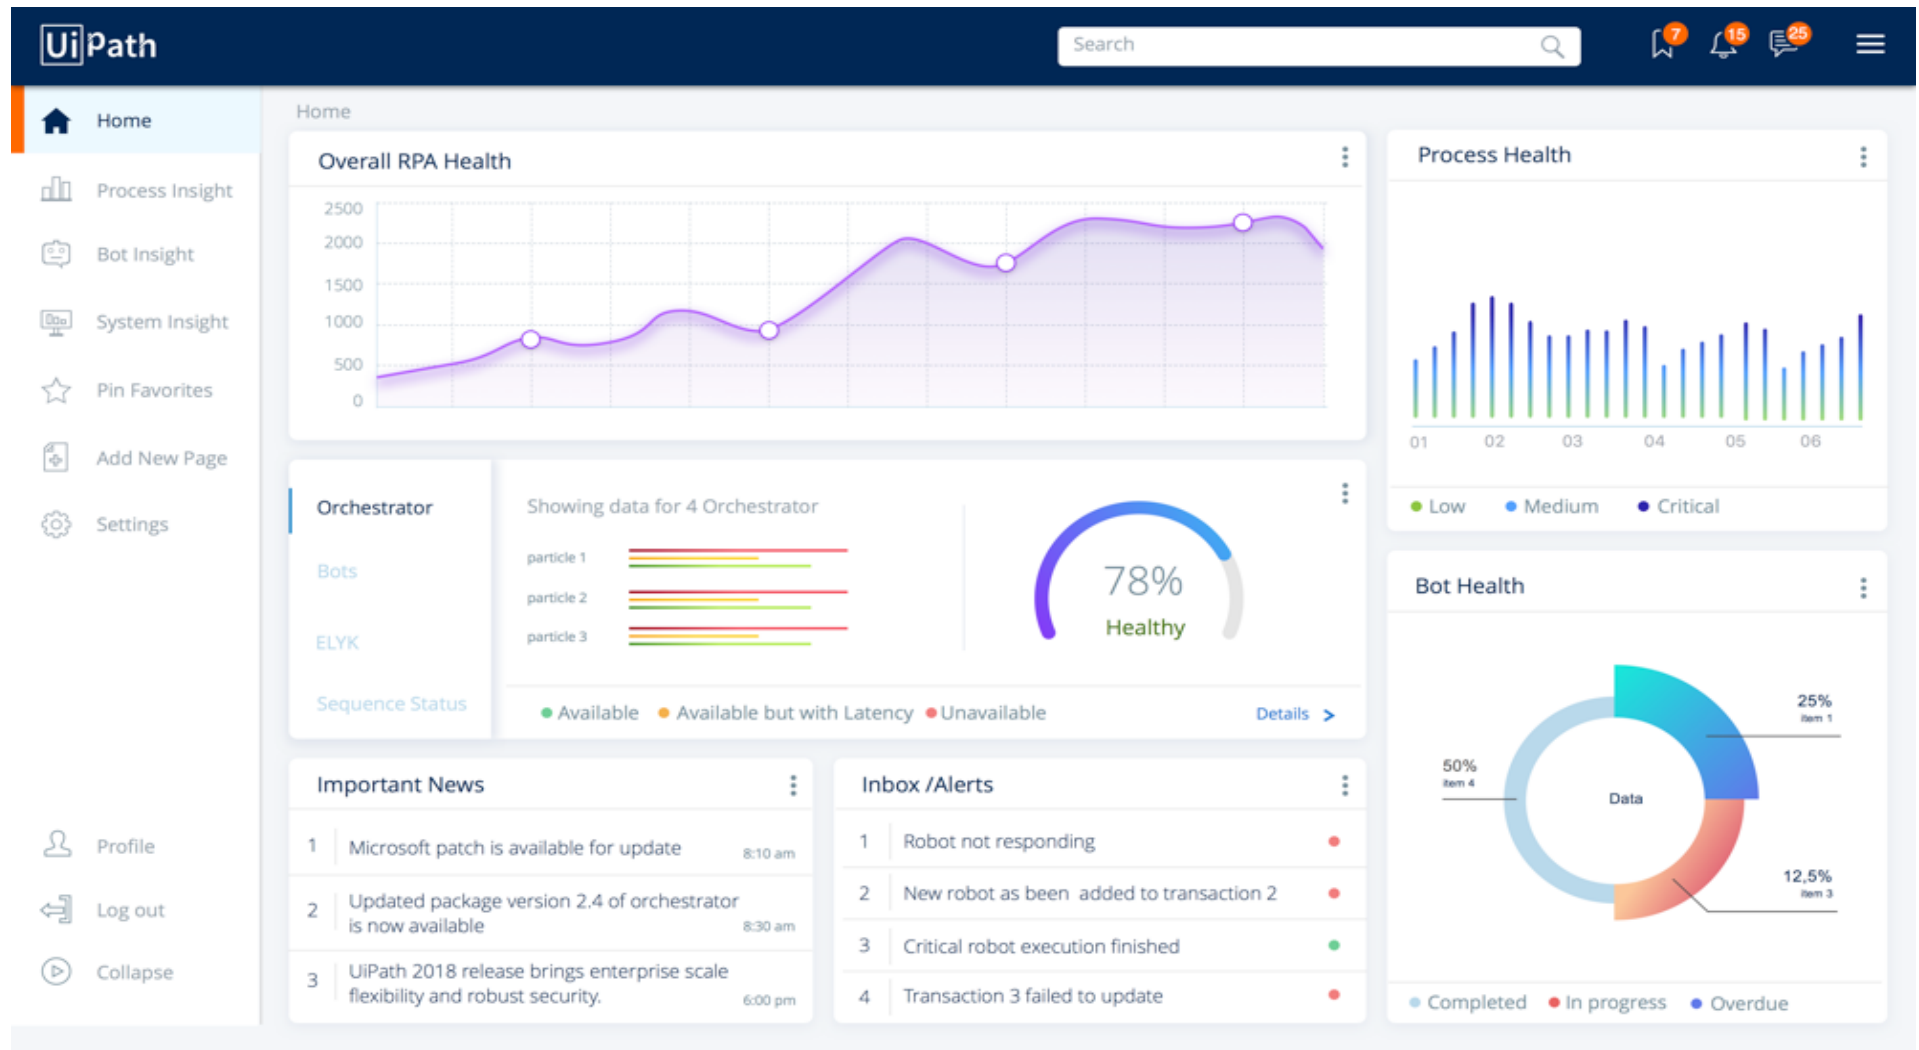 UiPath
Search
7
15
25
Home
Process Insight
Bot Insight
System Insight
Pin Favorites
Add New Page
Settings
Profile
Log out
Collapse
Home
Overall RPA Health
2500
2000
1500
1000
500
0
Orchestrator
Bots
ELYK
Sequence Status
Showing data for 4 Orchestrator
particle 1
particle 2
particle 3
78%
Healthy
Available
Available but with Latency
Unavailable
Details >
Important News
1 Microsoft patch is available for update 8:10 am
2 Updated package version 2.4 of orchestrator
is now available 8:30 am
3 UiPath 2018 release brings enterprise scale
flexibility and robust security. 6:00 pm
Inbox /Alerts
1 Robot not responding
2 New robot as been added to transaction 2
3 Critical robot execution finished
4 Transaction 3 failed to update
Process Health
01 02 03 04 05 06
Low Medium Critical
Bot Health
25%
item 1
50%
item 4
Data
12,5%
item 3
Completed In progress Overdue